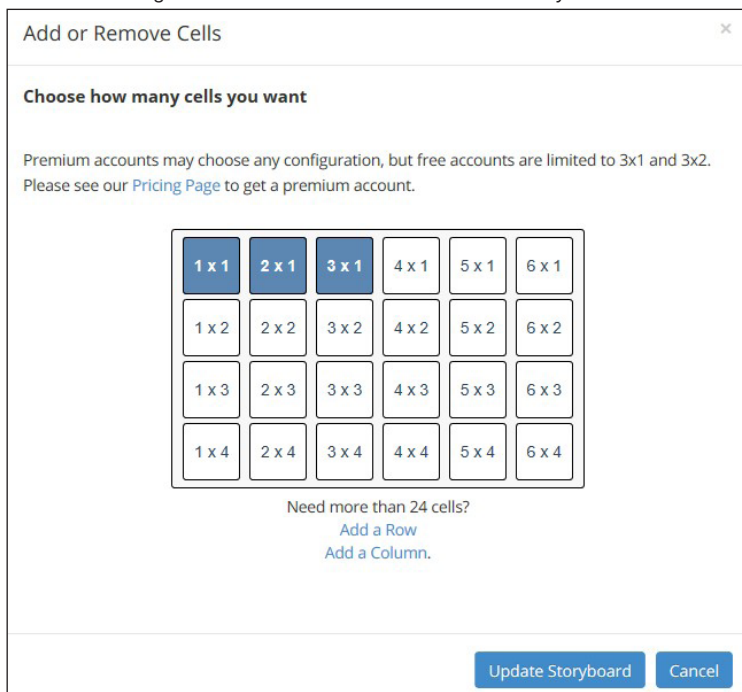 Add or Remove Cells ×
Choose how many cells you want
Premium accounts may choose any configuration, but free accounts are limited to 3x1 and 3x2.
Please see our Pricing Page to get a premium account.
1 x 1 2 x 1 3 x 1 4 x 1 5 x 1 6 x 1
1 x 2 2 x 2 3 x 2 4 x 2 5 x 2 6 x 2
1 x 3 2 x 3 3 x 3 4 x 3 5 x 3 6 x 3
1 x 4 2 x 4 3 x 4 4 x 4 5 x 4 6 x 4
Need more than 24 cells?
Add a Row
Add a Column.
Update Storyboard Cancel